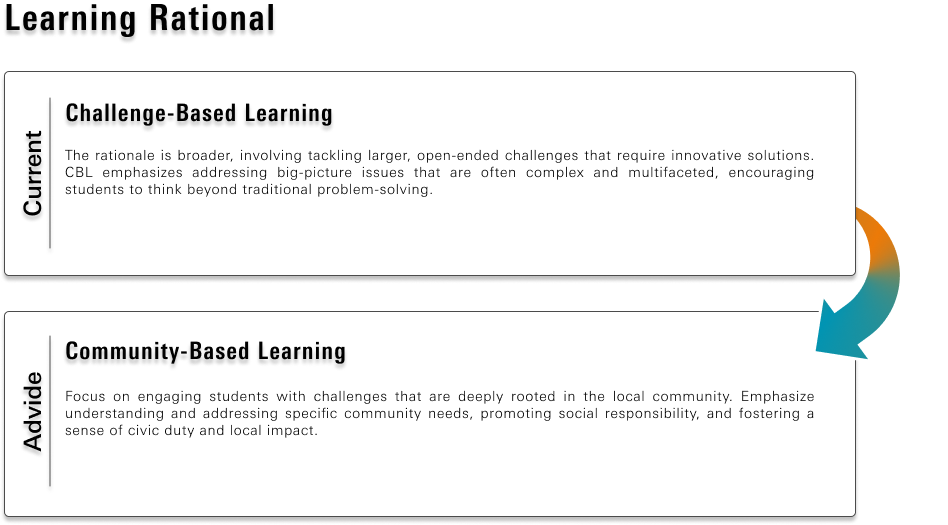 Learning Rational
Current
Challenge-Based Learning
The rationale is broader, involving tackling larger, open-ended challenges that require innovative solutions.
CBL emphasizes addressing big-picture issues that are often complex and multifaceted, encouraging
students to think beyond traditional problem-solving.
Advide
Community-Based Learning
Focus on engaging students with challenges that are deeply rooted in the local community. Emphasize
understanding and addressing specific community needs, promoting social responsibility, and fostering a
sense of civic duty and local impact.